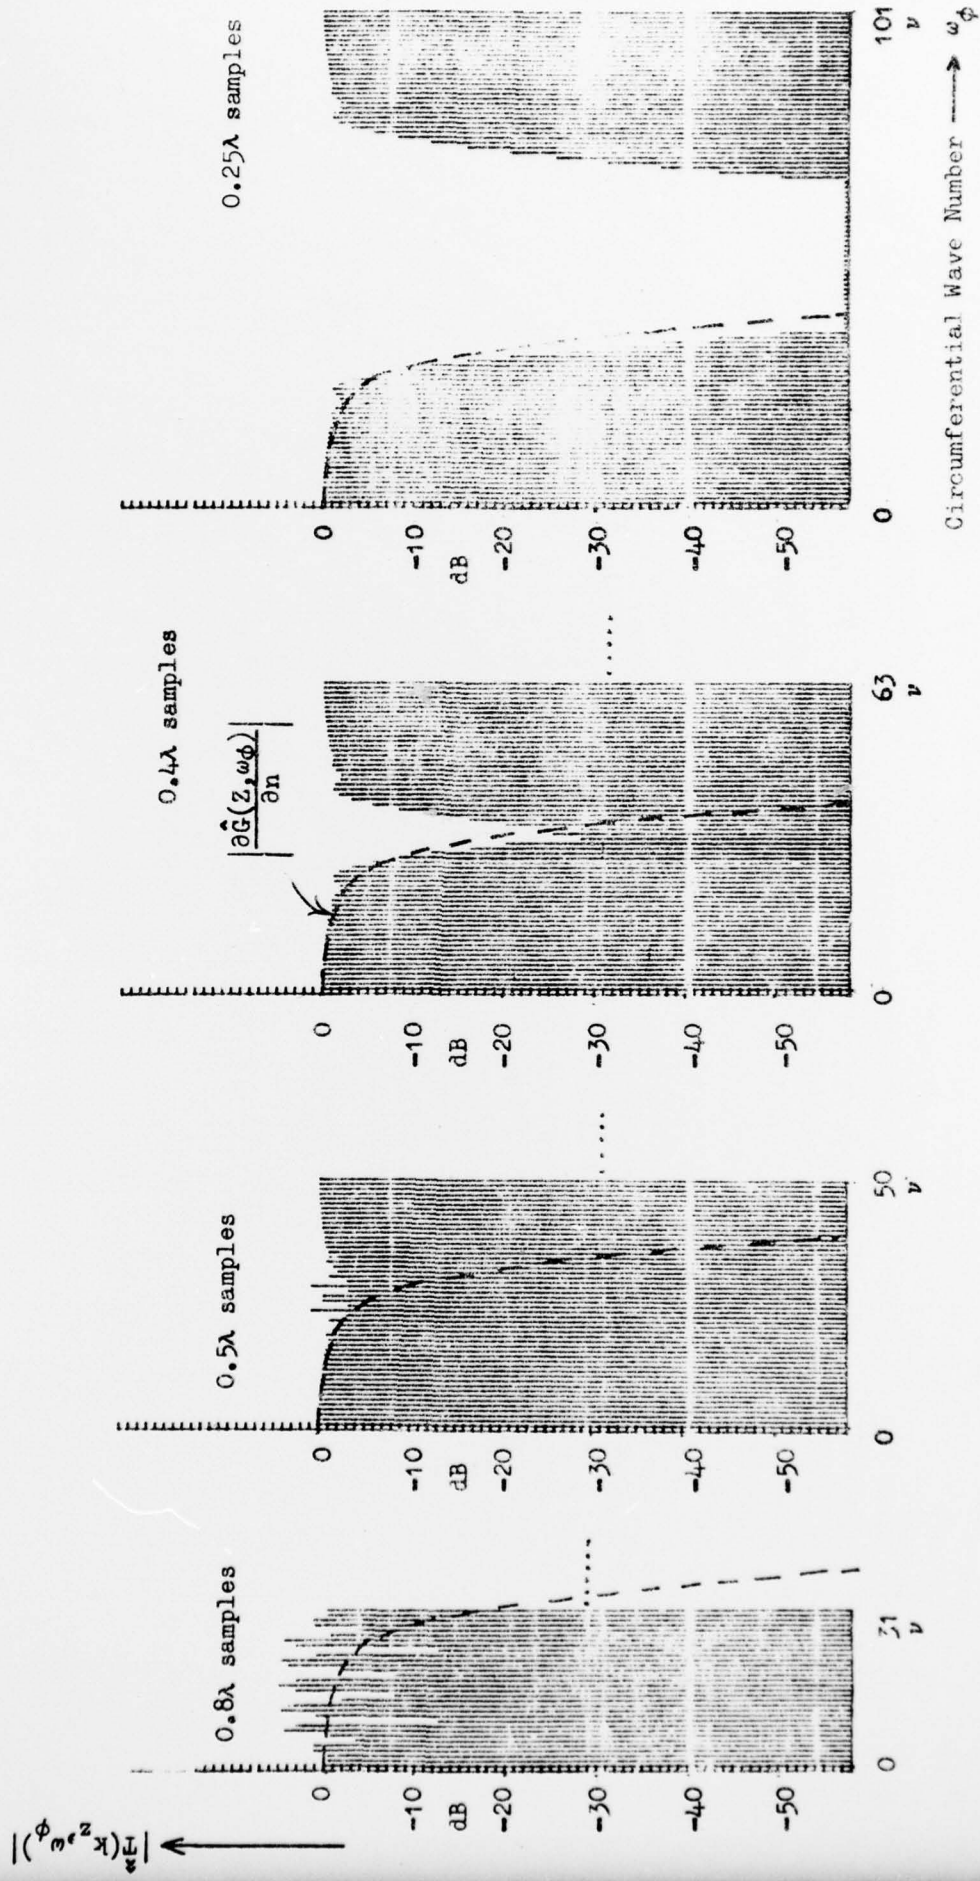 |T̂̂(k_z, ω_φ)|
0.8λ samples
0
-10
dB
-20
-30
-40
-50
0
31
ν
0.5λ samples
0
-10
dB
-20
-30
-40
-50
0
50
ν
0.4λ samples
|∂Ĝ(Z,ω_φ)/∂n|
0
-10
dB
-20
-30
-40
-50
0
63
ν
0.25λ samples
0
-10
dB
-20
-30
-40
-50
0
101
ν
Circumferential Wave Number ⟶ ω_φ